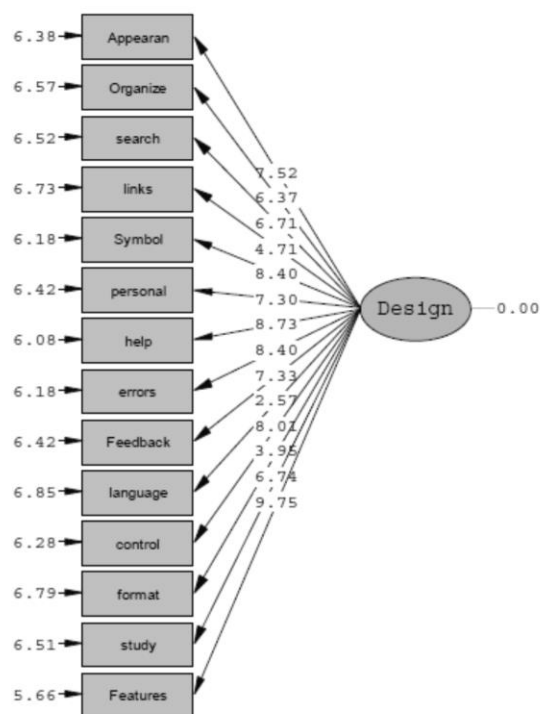 6.38 Appearan
6.57 Organize
6.52 search
7.52
6.73 links
6.37
6.71
4.71
6.18 Symbol
8.40
6.42 personal
7.30
Design 0.00
6.08 help
8.73
6.18 errors
8.40
7.33
6.42 Feedback
2.57
8.01
6.85 language
3.95
6.74
6.28 control
9.75
6.79 format
6.51 study
5.66 Features